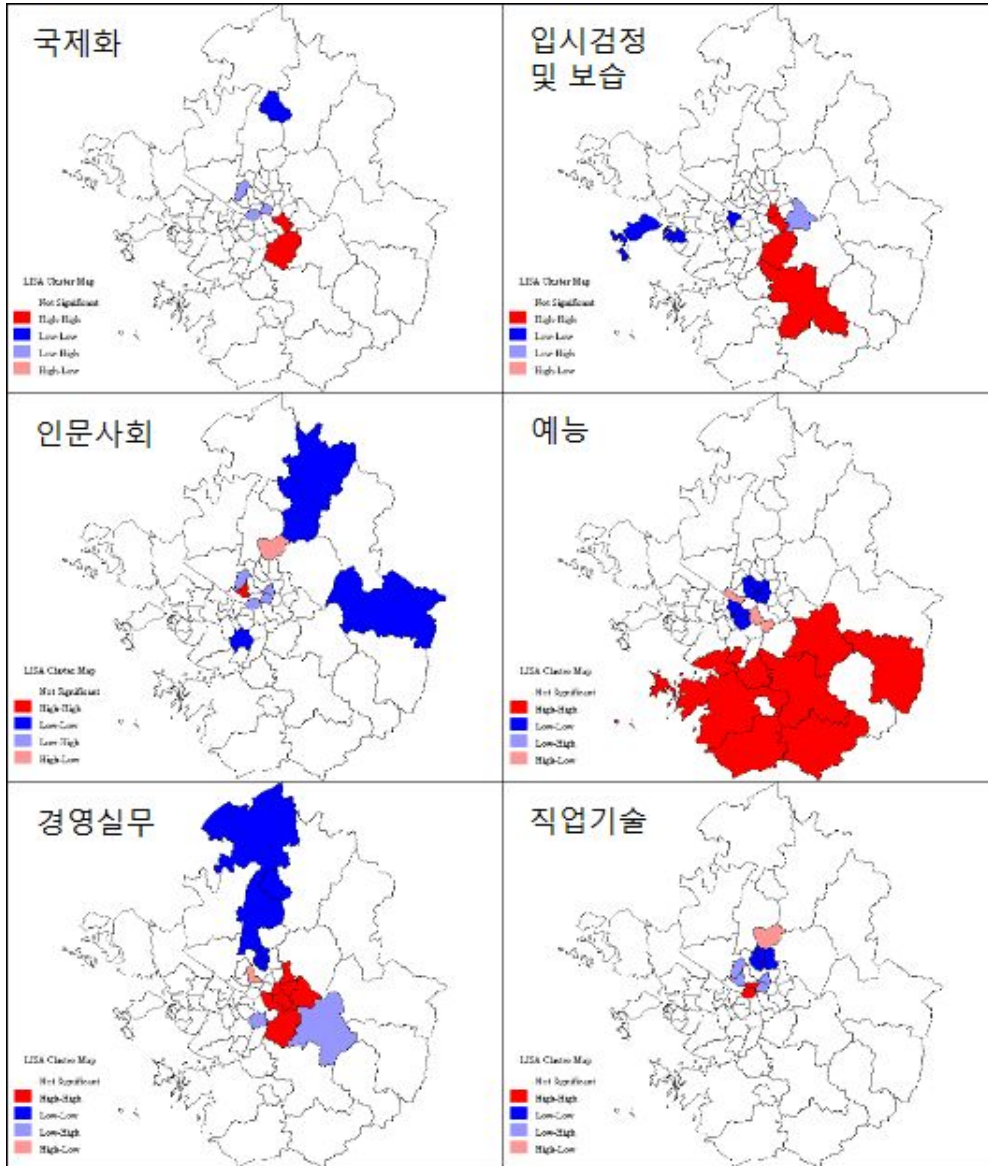 국제화
LISA Cluster Map
Not Significant
High-High
Low-Low
Low-High
High-Low
입시검정
및 보습
LISA Cluster Map
Not Significant
High-High
Low-Low
Low-High
High-Low
인문사회
LISA Cluster Map
Not Significant
High-High
Low-Low
Low-High
High-Low
예능
LISA Cluster Map
Not Significant
High-High
Low-Low
Low-High
High-Low
경영실무
LISA Cluster Map
Not Significant
High-High
Low-Low
Low-High
High-Low
직업기술
LISA Cluster Map
Not Significant
High-High
Low-Low
Low-High
High-Low